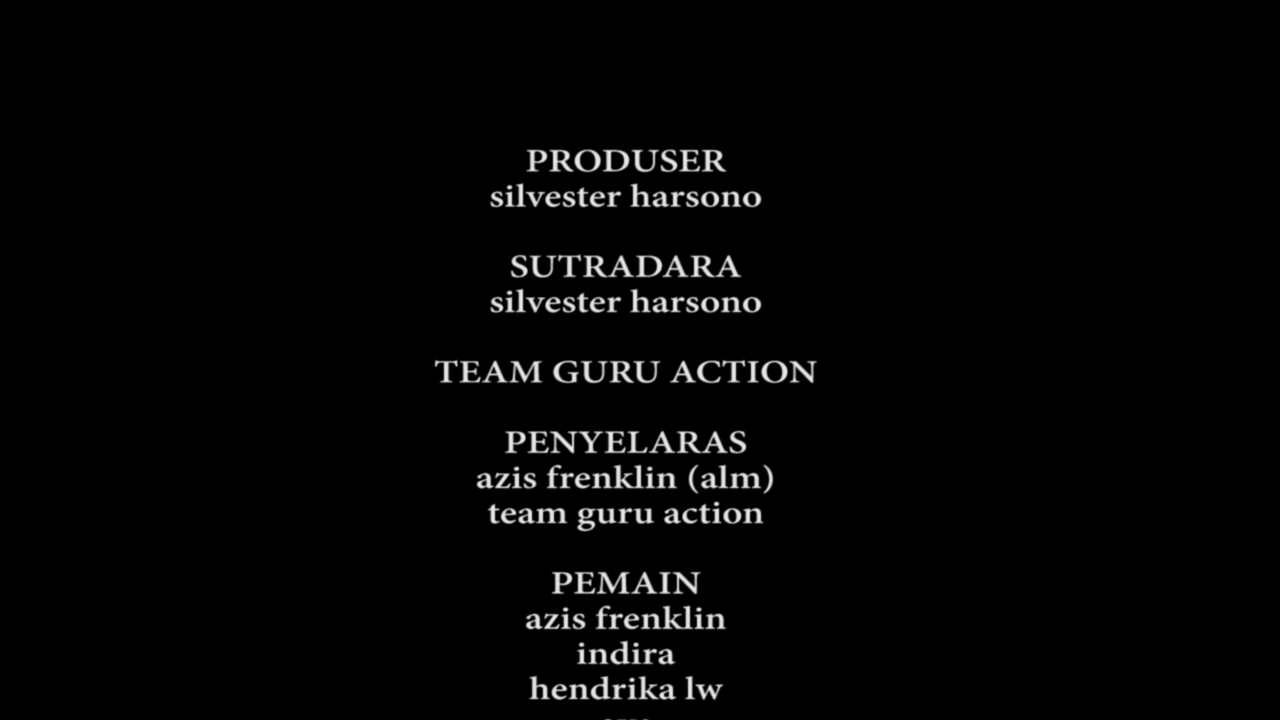 PRODUSER
silvester harsono
SUTRADARA
silvester harsono
TEAM GURU ACTION
PENYELARAS
azis frenklin (alm)
team guru action
PEMAIN
azis frenklin
indira
hendrika lw